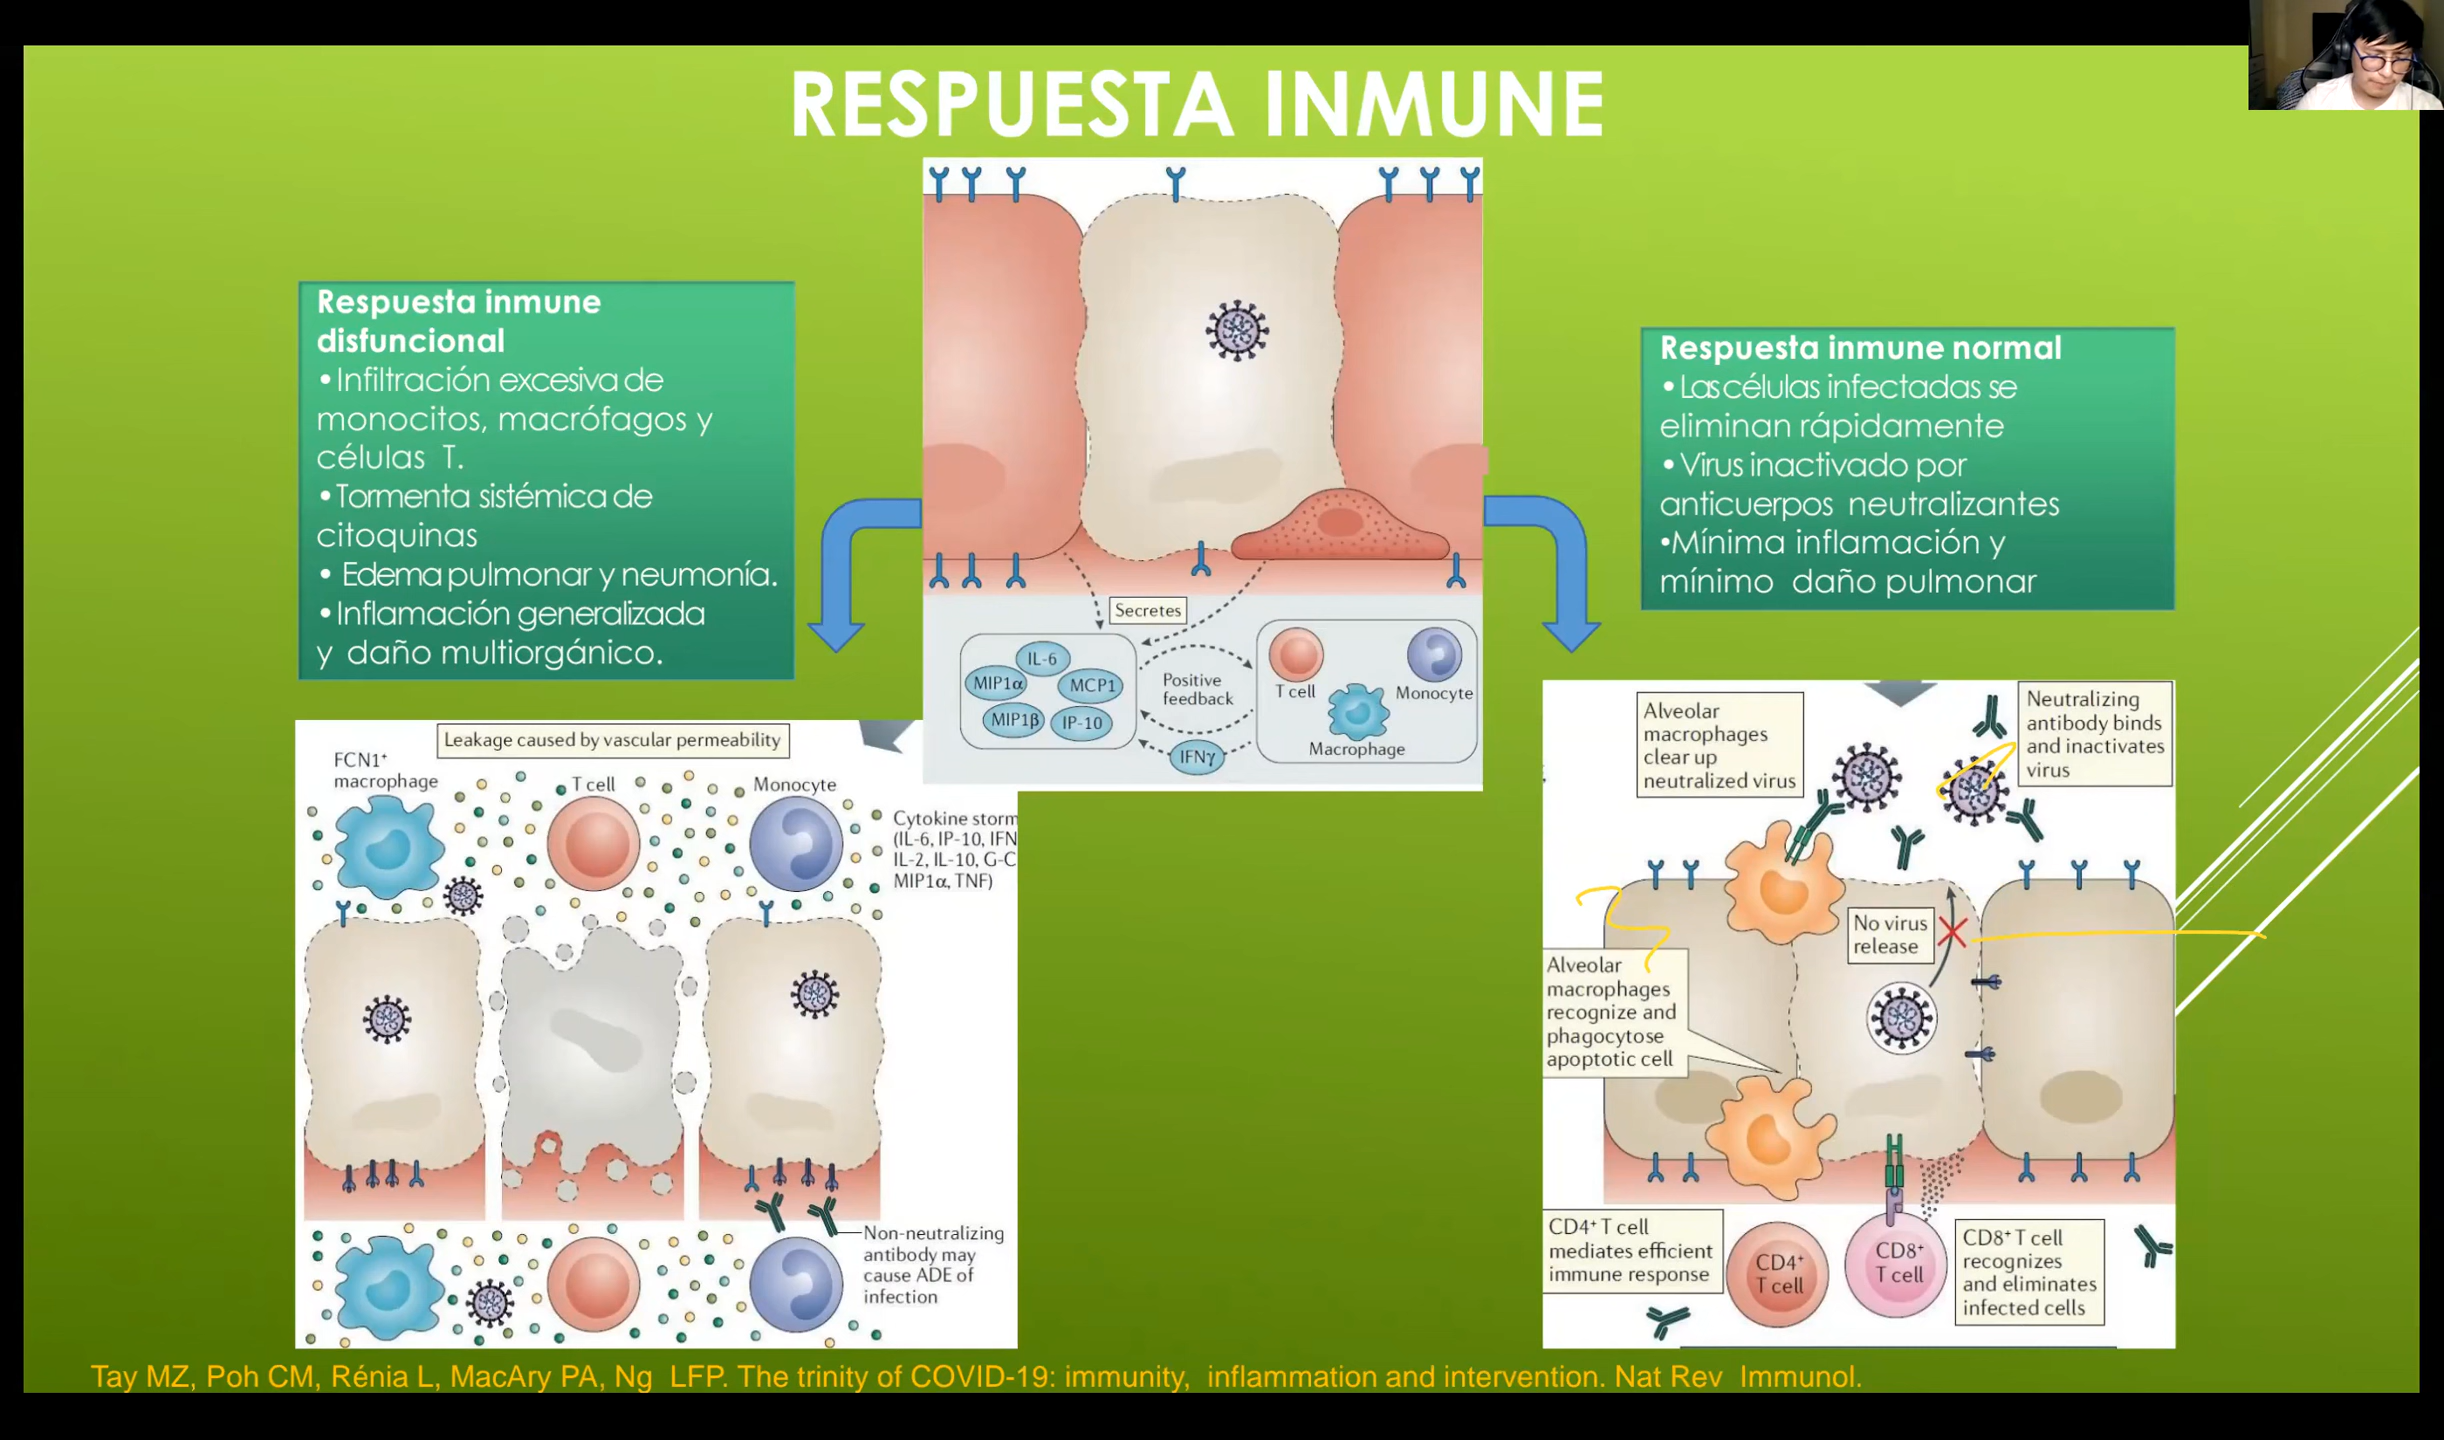 RESPUESTA INMUNE
Respuesta inmune
disfuncional
•Infiltración excesiva de
monocitos, macrófagos y
células T.
•Tormenta sistémica de
citoquinas
• Edema pulmonar y neumonía.
•Inflamación generalizada
y daño multiorgánico.
Secretes
IL-6
MIP1α
MCP1
MIP1β
IP-10
Positive
feedback
IFNγ
T cell
Monocyte
Macrophage
Respuesta inmune normal
•Las células infectadas se
eliminan rápidamente
•Virus inactivado por
anticuerpos neutralizantes
•Mínima inflamación y
mínimo daño pulmonar
Leakage caused by vascular permeability
FCN1+
macrophage
T cell
Monocyte
Cytokine storm
(IL-6, IP-10, IFN
IL-2, IL-10, G-C
MIP1α, TNF)
Non-neutralizing
antibody may
cause ADE of
infection
Alveolar
macrophages
clear up
neutralized virus
Neutralizing
antibody binds
and inactivates
virus
No virus
release
Alveolar
macrophages
recognize and
phagocytose
apoptotic cell
CD4+ T cell
mediates efficient
immune response
CD4+
T cell
CD8+
T cell
CD8+ T cell
recognizes
and eliminates
infected cells
Tay MZ, Poh CM, Rénia L, MacAry PA, Ng LFP. The trinity of COVID-19: immunity, inflammation and intervention. Nat Rev Immunol.